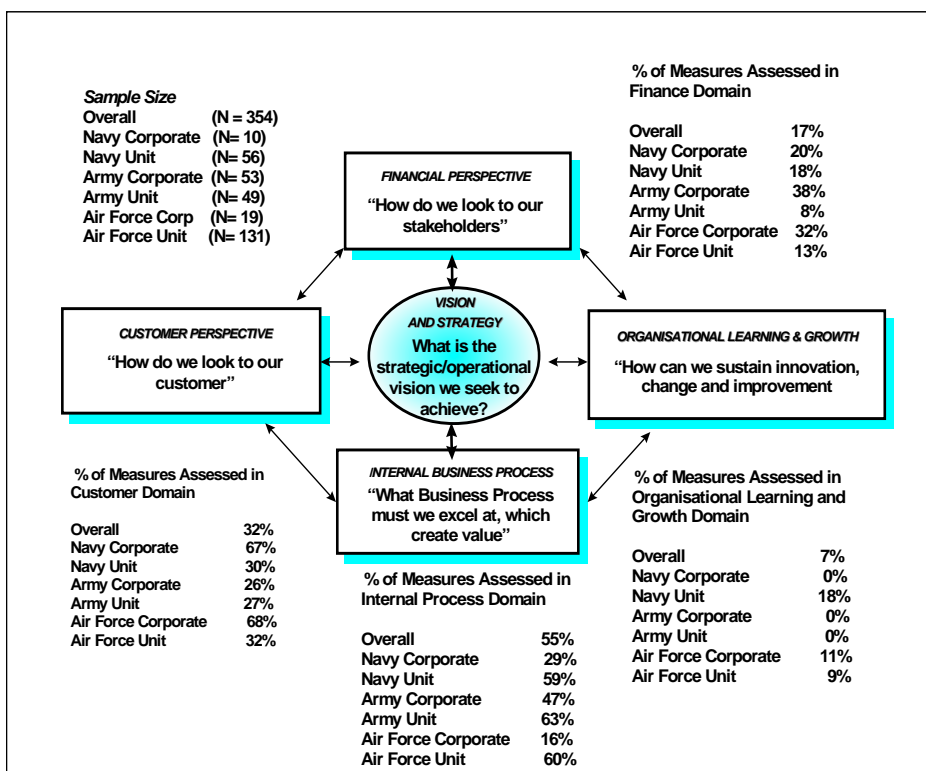 Sample Size
Overall (N = 354)
Navy Corporate (N= 10)
Navy Unit (N= 56)
Army Corporate (N= 53)
Army Unit (N= 49)
Air Force Corp (N= 19)
Air Force Unit (N= 131)
% of Measures Assessed in
Finance Domain
Overall 17%
Navy Corporate 20%
Navy Unit 18%
Army Corporate 38%
Army Unit 8%
Air Force Corporate 32%
Air Force Unit 13%
FINANCIAL PERSPECTIVE
“How do we look to our
stakeholders”
CUSTOMER PERSPECTIVE
“How do we look to our
customer”
VISION
AND STRATEGY
What is the
strategic/operational
vision we seek to
achieve?
ORGANISATIONAL LEARNING & GROWTH
“How can we sustain innovation,
change and improvement
INTERNAL BUSINESS PROCESS
“What Business Process
must we excel at, which
create value”
% of Measures Assessed in
Customer Domain
Overall 32%
Navy Corporate 67%
Navy Unit 30%
Army Corporate 26%
Army Unit 27%
Air Force Corporate 68%
Air Force Unit 32%
% of Measures Assessed in
Internal Process Domain
Overall 55%
Navy Corporate 29%
Navy Unit 59%
Army Corporate 47%
Army Unit 63%
Air Force Corporate 16%
Air Force Unit 60%
% of Measures Assessed in
Organisational Learning and
Growth Domain
Overall 7%
Navy Corporate 0%
Navy Unit 18%
Army Corporate 0%
Army Unit 0%
Air Force Corporate 11%
Air Force Unit 9%